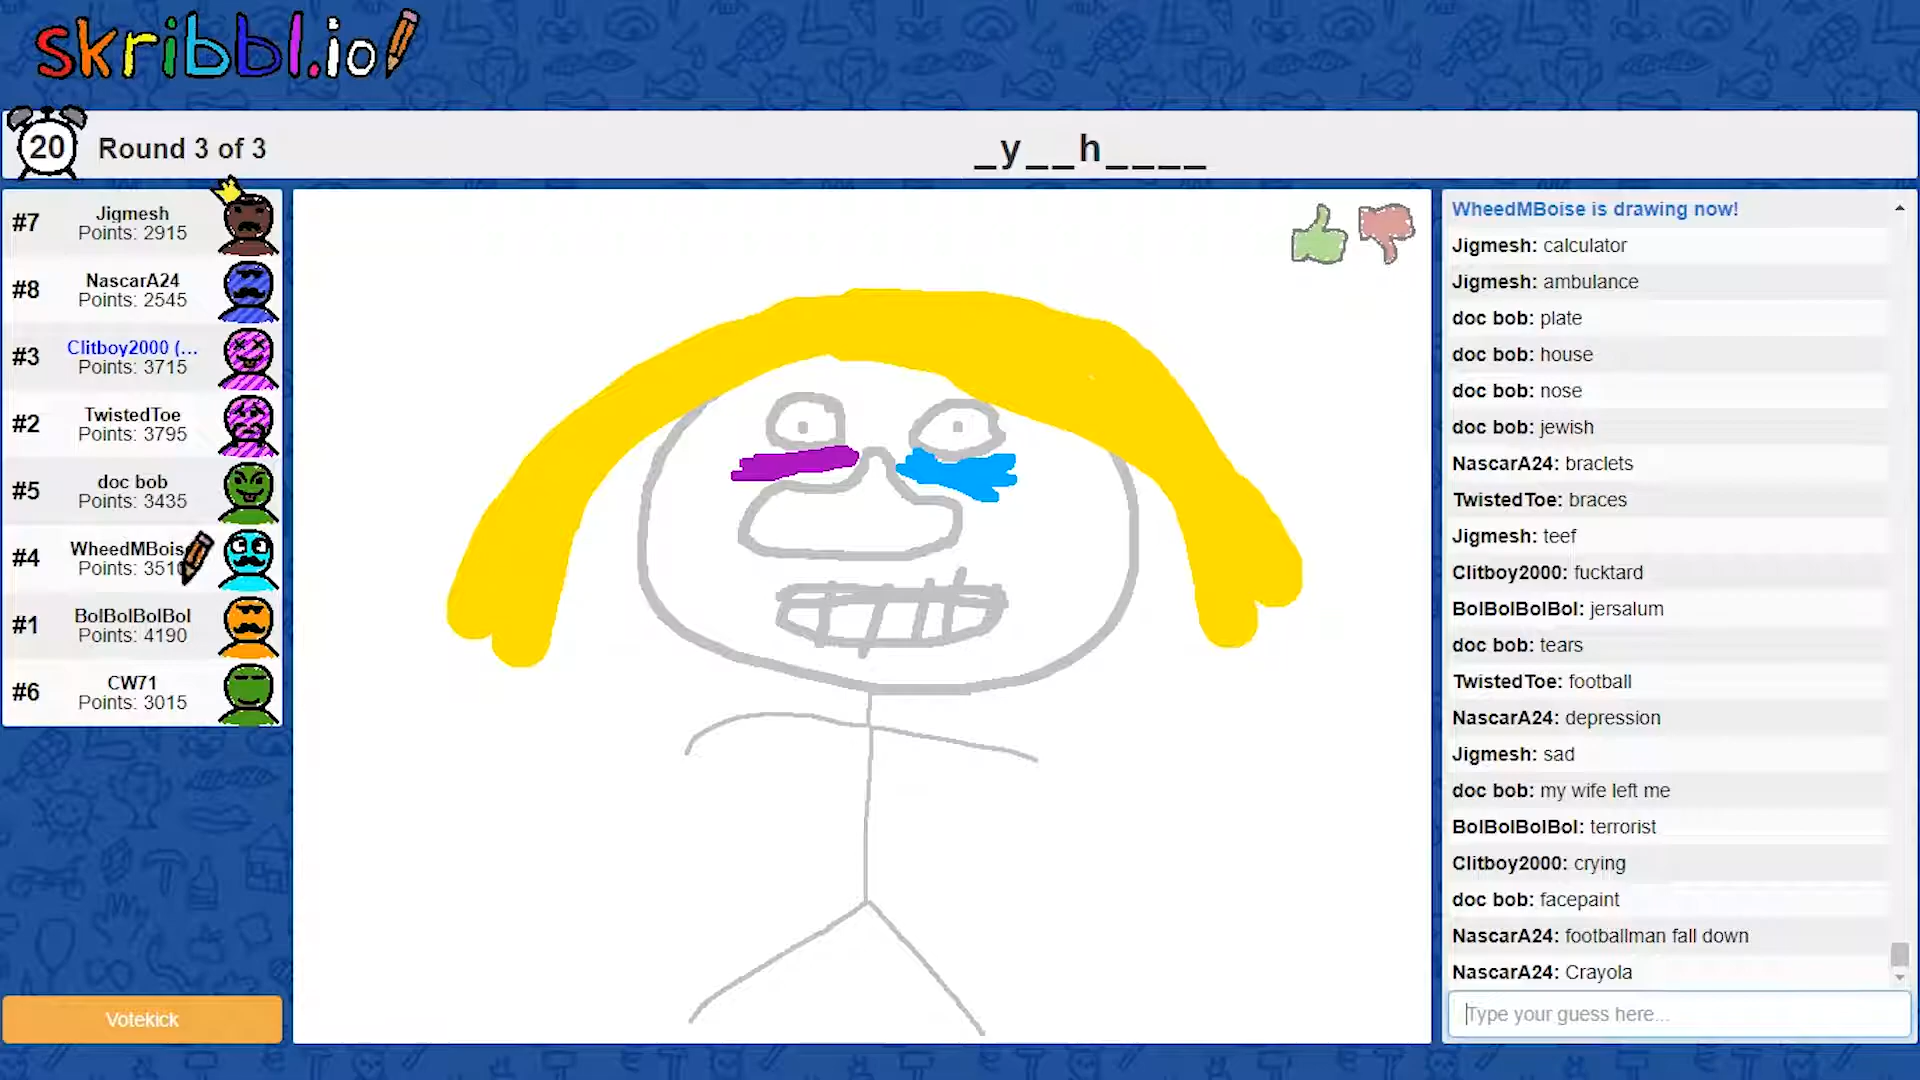 skribbl.io
20
Round 3 of 3
_y__h____
#7
Jigmesh
Points: 2915
#8
NascarA24
Points: 2545
#3
Clitboy2000 (...
Points: 3715
#2
TwistedToe
Points: 3795
#5
doc bob
Points: 3435
#4
WheedMBoise
Points: 3510
#1
BolBolBolBol
Points: 4190
#6
CW71
Points: 3015
Votekick
WheedMBoise is drawing now!
Jigmesh: calculator
Jigmesh: ambulance
doc bob: plate
doc bob: house
doc bob: nose
doc bob: jewish
NascarA24: braclets
TwistedToe: braces
Jigmesh: teef
Clitboy2000: fucktard
BolBolBolBol: jersalum
doc bob: tears
TwistedToe: football
NascarA24: depression
Jigmesh: sad
doc bob: my wife left me
BolBolBolBol: terrorist
Clitboy2000: crying
doc bob: facepaint
NascarA24: footballman fall down
NascarA24: Crayola
Type your guess here...